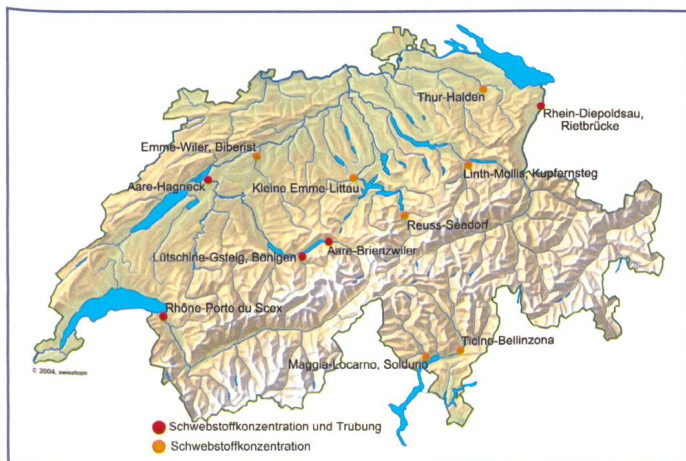 Thur-Halden
Rhein-Diepoldsau,
Rietbrücke
Emme-Wiler, Biberist
Aare-Hagneck
Kleine Emme-Littau
Linth-Mollis, Kupfernsteg
Reuss-Seedorf
Lütschine-Gsteig, Bönigen
Aare-Brienzwiler
Rhône-Porte du Scex
Ticino-Bellinzona
Maggia-Locarno, Solduno
© 2004, swisstopo
Schwebstoffkonzentration und Trübung
Schwebstoffkonzentration